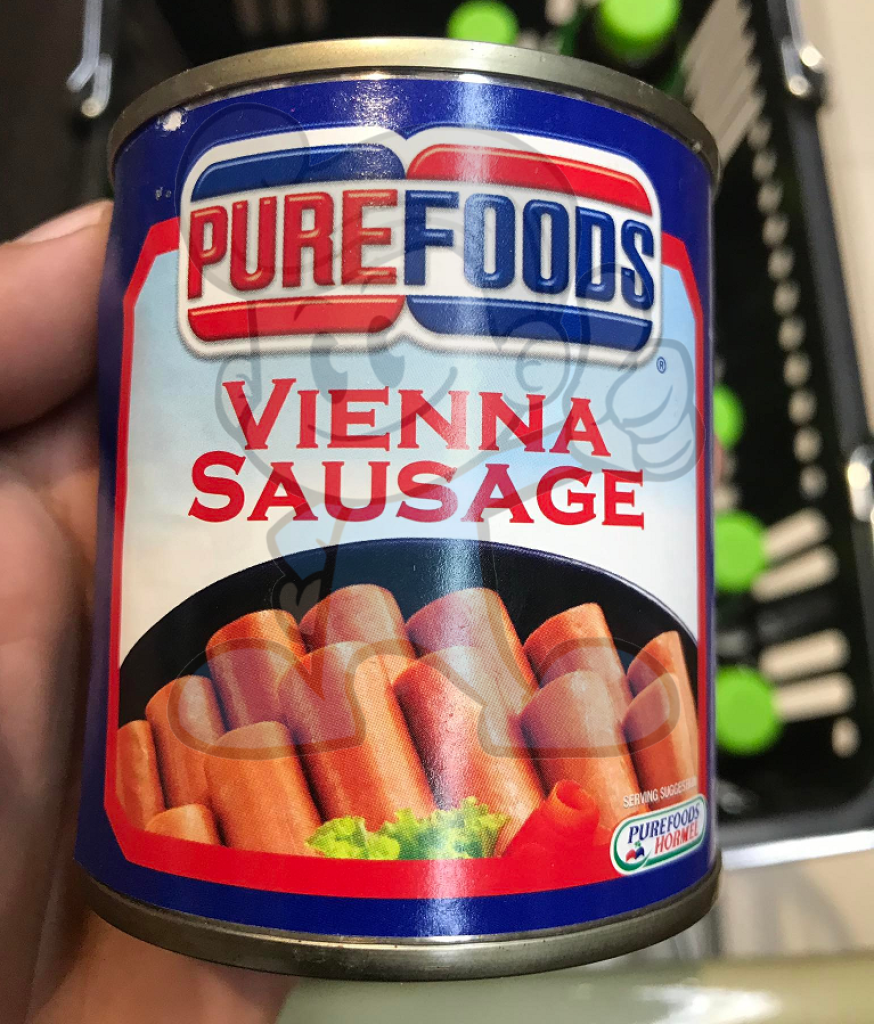 PUREFOODS
®
VIENNA
SAUSAGE
SERVING SUGGESTION
PUREFOODS
HORMEL